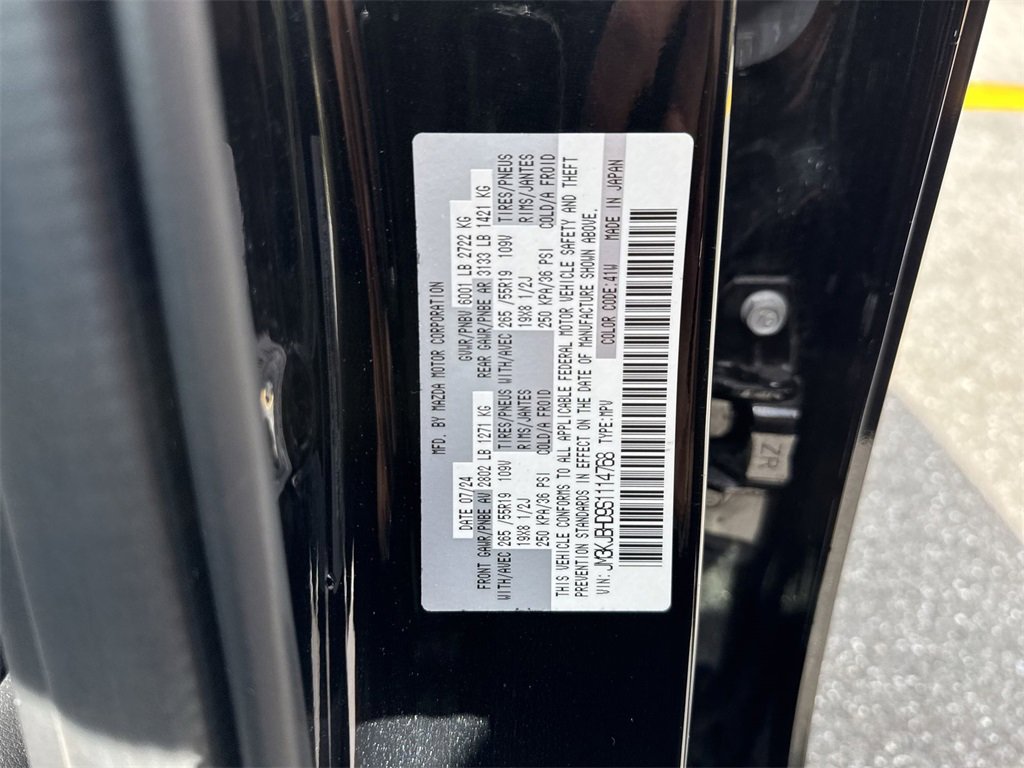 MFD. BY MAZDA MOTOR CORPORATION
DATE 07/24 GVWR/PNBV 6001 LB 2722 KG
FRONT GAWR/PNBE AV 2802 LB 1271 KG REAR GAWR/PNBE AR 3133 LB 1421 KG
WITH/AVEC 265 /55R19 109V TIRES/PNEUS WITH/AVEC 265 /55R19 109V TIRES/PNEUS
19X8 1/2J RIMS/JANTES 19X8 1/2J RIMS/JANTES
250 KPA/36 PSI COLD/A FROID 250 KPA/36 PSI COLD/A FROID
THIS VEHICLE CONFORMS TO ALL APPLICABLE FEDERAL MOTOR VEHICLE SAFETY AND THEFT
PREVENTION STANDARDS IN EFFECT ON THE DATE OF MANUFACTURE SHOWN ABOVE.
VIN: JM3KJBHDGS1114768 TYPE:MPV COLOR CODE:41W MADE IN JAPAN
ZR